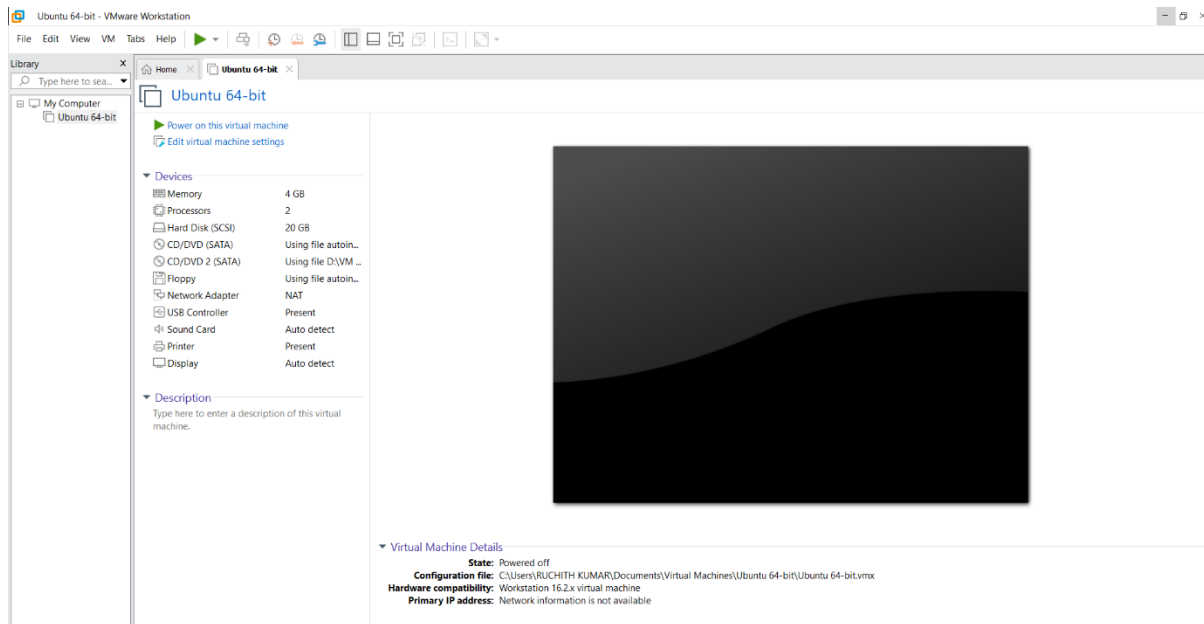 Ubuntu 64-bit - VMware Workstation
File Edit View VM Tabs Help
Library X
Type here to sea...
My Computer
Ubuntu 64-bit
Home Ubuntu 64-bit
Ubuntu 64-bit
Power on this virtual machine
Edit virtual machine settings
Devices
Memory 4 GB
Processors 2
Hard Disk (SCSI) 20 GB
CD/DVD (SATA) Using file autoin...
CD/DVD 2 (SATA) Using file D:\VM ...
Floppy Using file autoin...
Network Adapter NAT
USB Controller Present
Sound Card Auto detect
Printer Present
Display Auto detect
Description
Type here to enter a description of this virtual
machine.
Virtual Machine Details
State: Powered off
Configuration file: C:\Users\RUCHITH KUMAR\Documents\Virtual Machines\Ubuntu 64-bit\Ubuntu 64-bit.vmx
Hardware compatibility: Workstation 16.2.x virtual machine
Primary IP address: Network information is not available